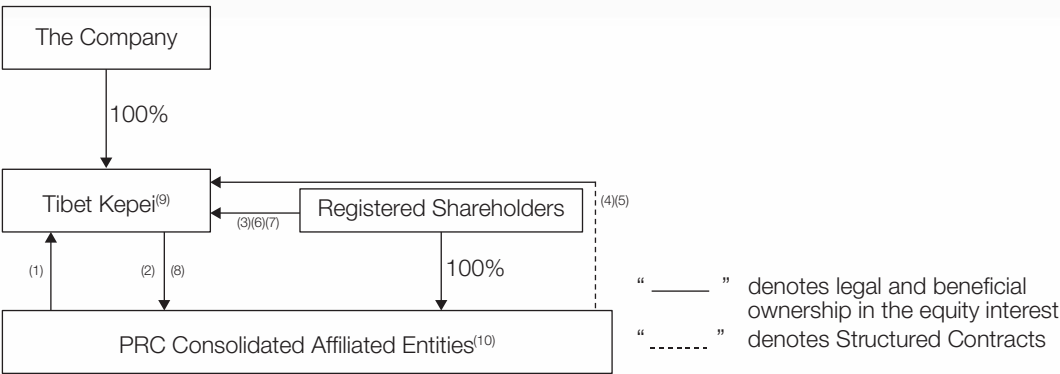 The Company
100%
Tibet Kepei(9)
Registered Shareholders
(4)(5)
(3)(6)(7)
(1)
(2)
(8)
100%
PRC Consolidated Affiliated Entities(10)
“ ______ ” denotes legal and beneficial
ownership in the equity interest
“ ------- ” denotes Structured Contracts